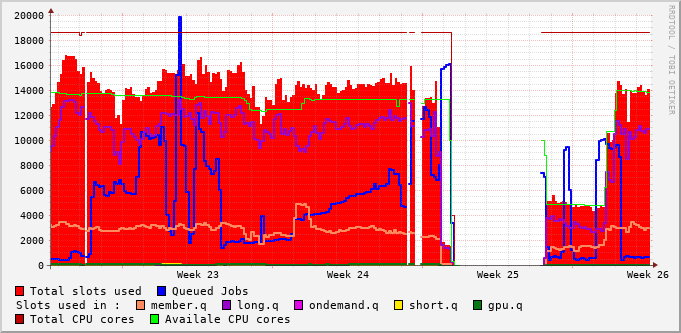 20000
18000
16000
14000
12000
10000
8000
6000
4000
2000
0
Week 23 Week 24 Week 25 Week 26
RRDTOOL / TOBI OETIKER
Total slots used Queued Jobs
Slots used in : member.q long.q ondemand.q short.q gpu.q
Total CPU cores Availale CPU cores